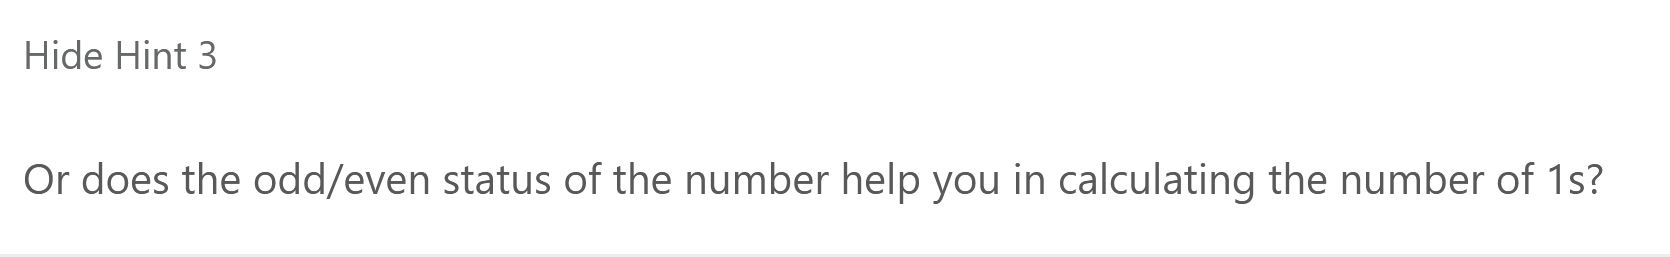 Hide Hint 3
Or does the odd/even status of the number help you in calculating the number of 1s?